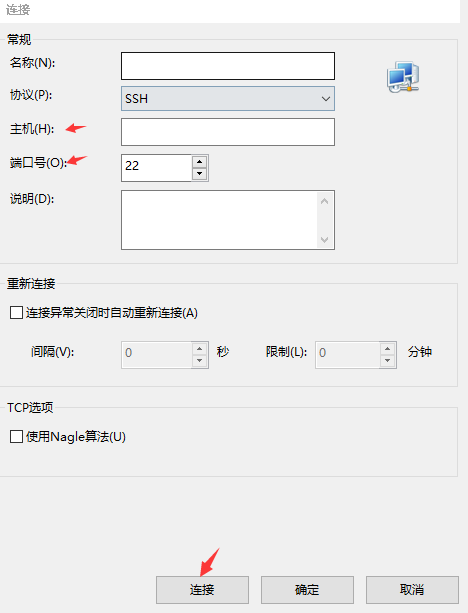 连接
常规
名称(N):
协议(P): SSH
主机(H):
端口号(O): 22
说明(D):
重新连接
连接异常关闭时自动重新连接(A)
间隔(V): 0 秒 限制(L): 0 分钟
TCP选项
使用Nagle算法(U)
连接 确定 取消